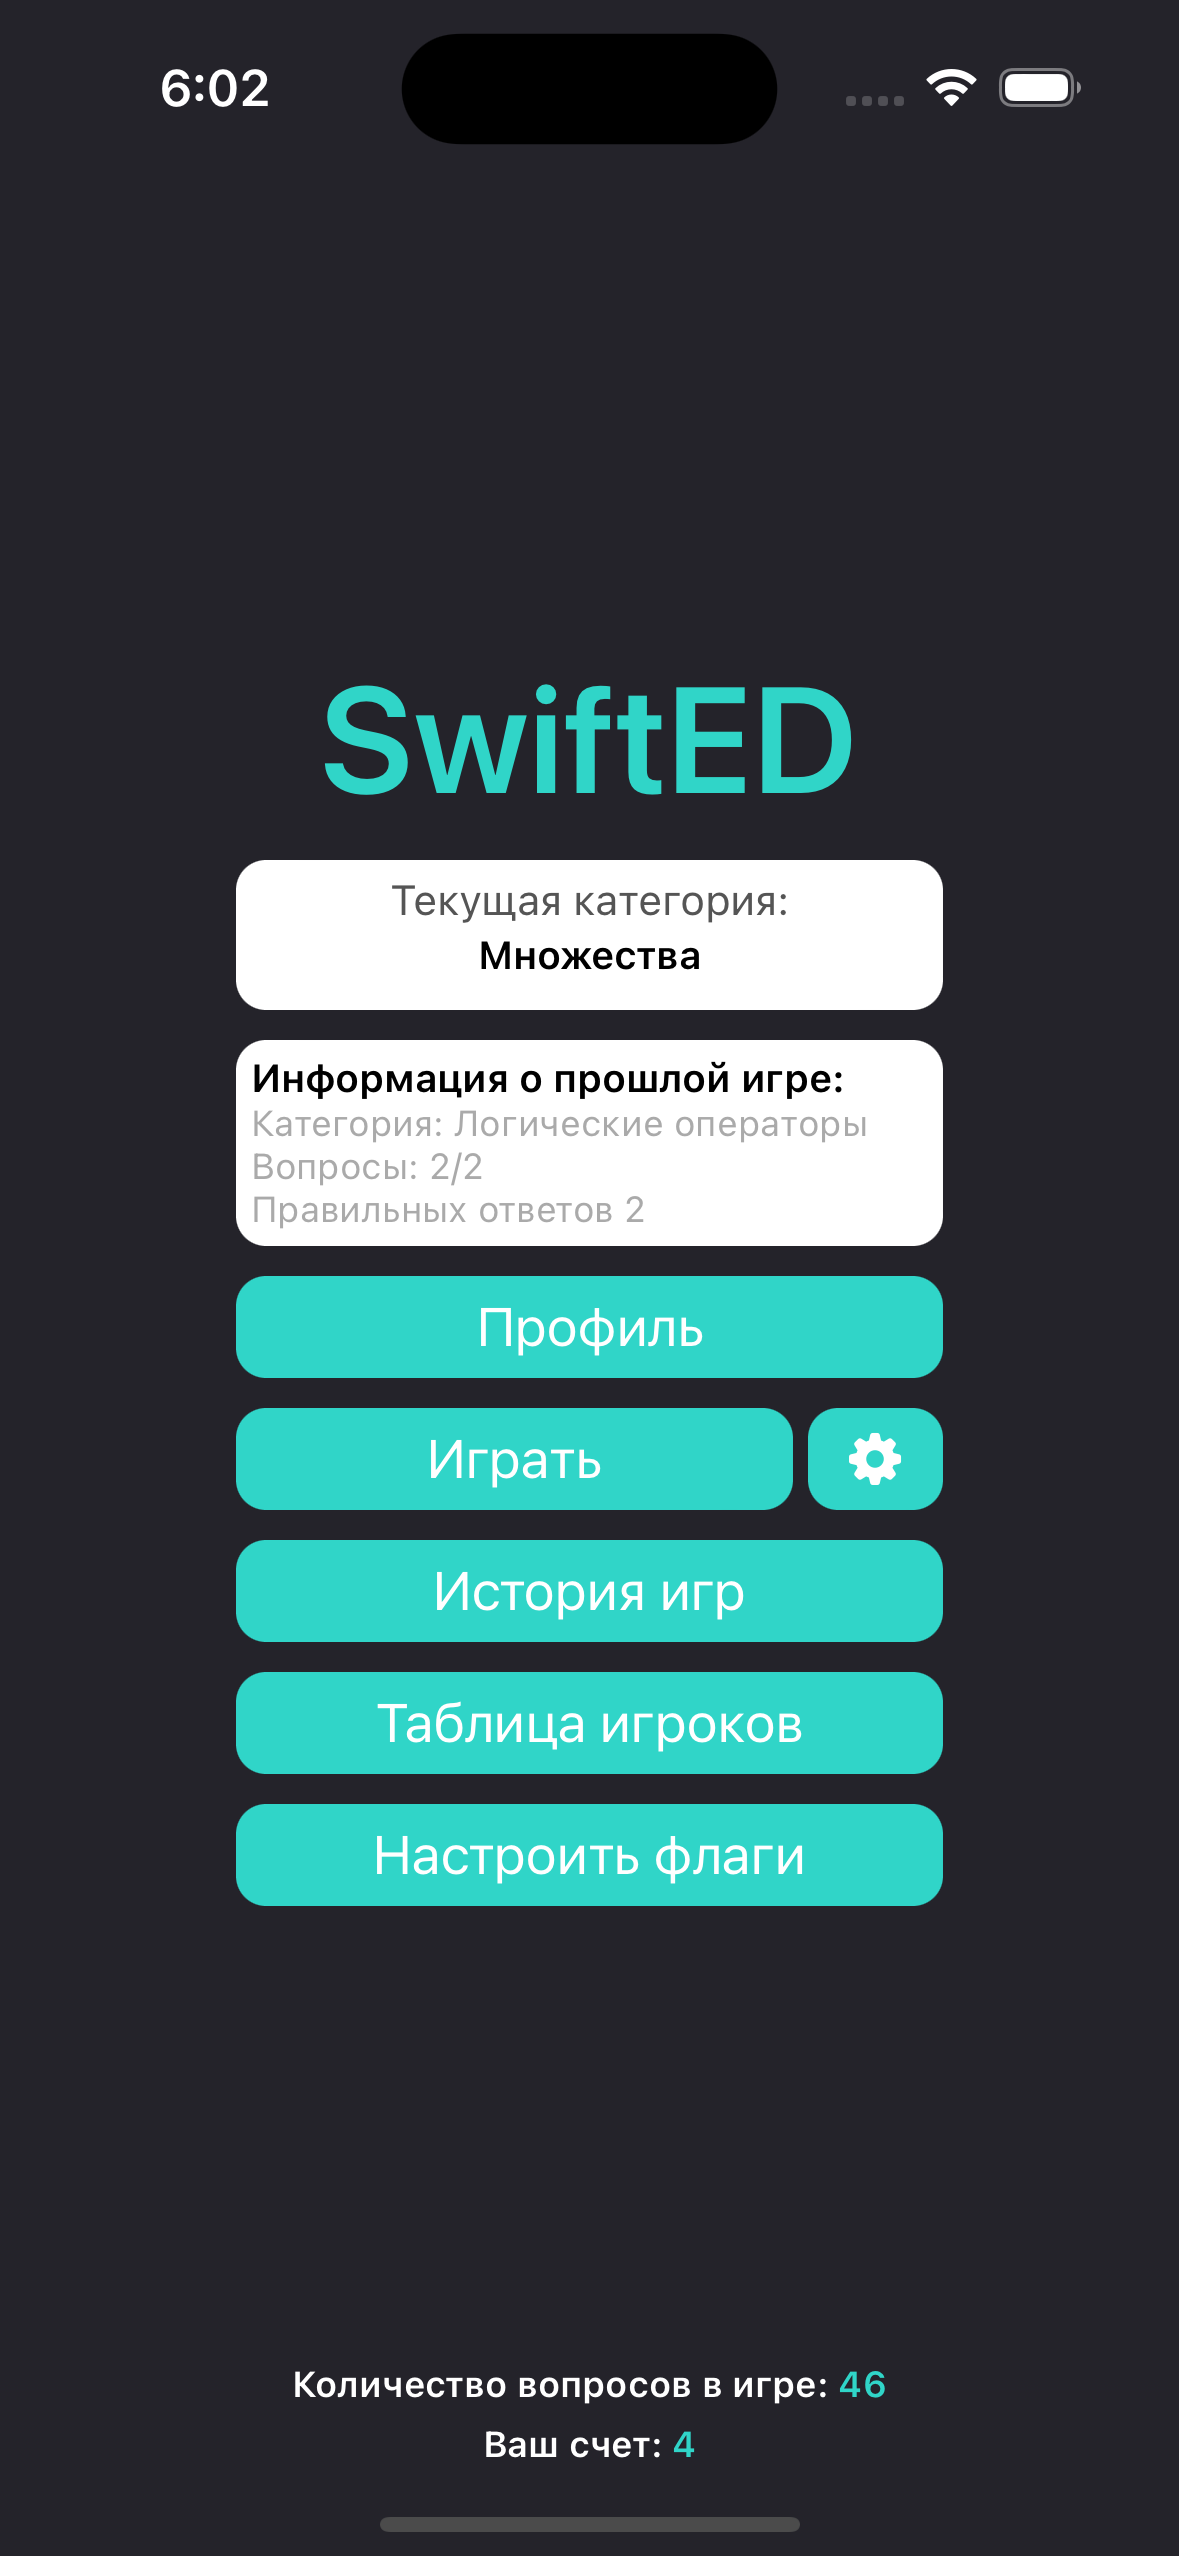 6:02
SwiftED
Текущая категория:
Множества
Информация о прошлой игре:
Категория: Логические операторы
Вопросы: 2/2
Правильных ответов 2
Профиль
Играть
История игр
Таблица игроков
Настроить флаги
Количество вопросов в игре: 46
Ваш счет: 4